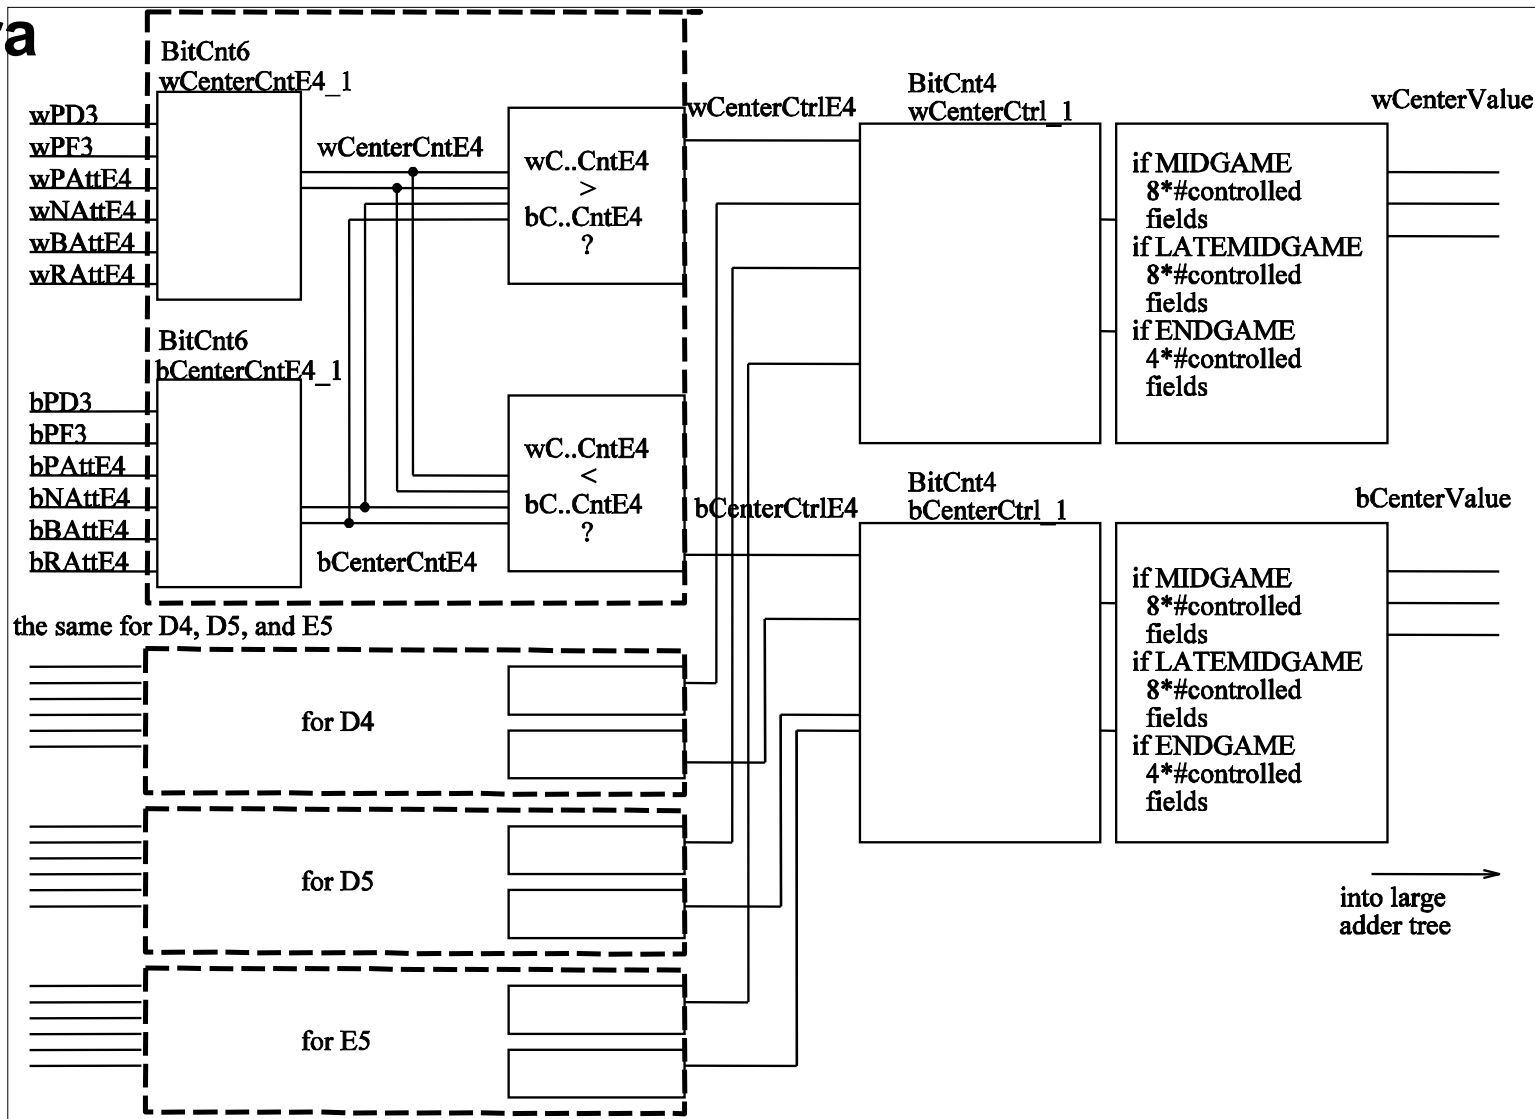 ra
BitCnt6
wCenterCntE4_1
wPD3
wPF3
wPAttE4
wNAttE4
wBAttE4
wRAttE4
wCenterCntE4
wC..CntE4
>
bC..CntE4
?
BitCnt6
bCenterCntE4_1
bPD3
bPF3
bPAttE4
bNAttE4
bBAttE4
bRAttE4
bCenterCntE4
wC..CntE4
<
bC..CntE4
?
wCenterCtrlE4
bCenterCtrlE4
BitCnt4
wCenterCtrl_1
wCenterValue
if MIDGAME
8*#controlled
fields
if LATEMIDGAME
8*#controlled
fields
if ENDGAME
4*#controlled
fields
BitCnt4
bCenterCtrl_1
bCenterValue
if MIDGAME
8*#controlled
fields
if LATEMIDGAME
8*#controlled
fields
if ENDGAME
4*#controlled
fields
the same for D4, D5, and E5
for D4
for D5
for E5
into large
adder tree